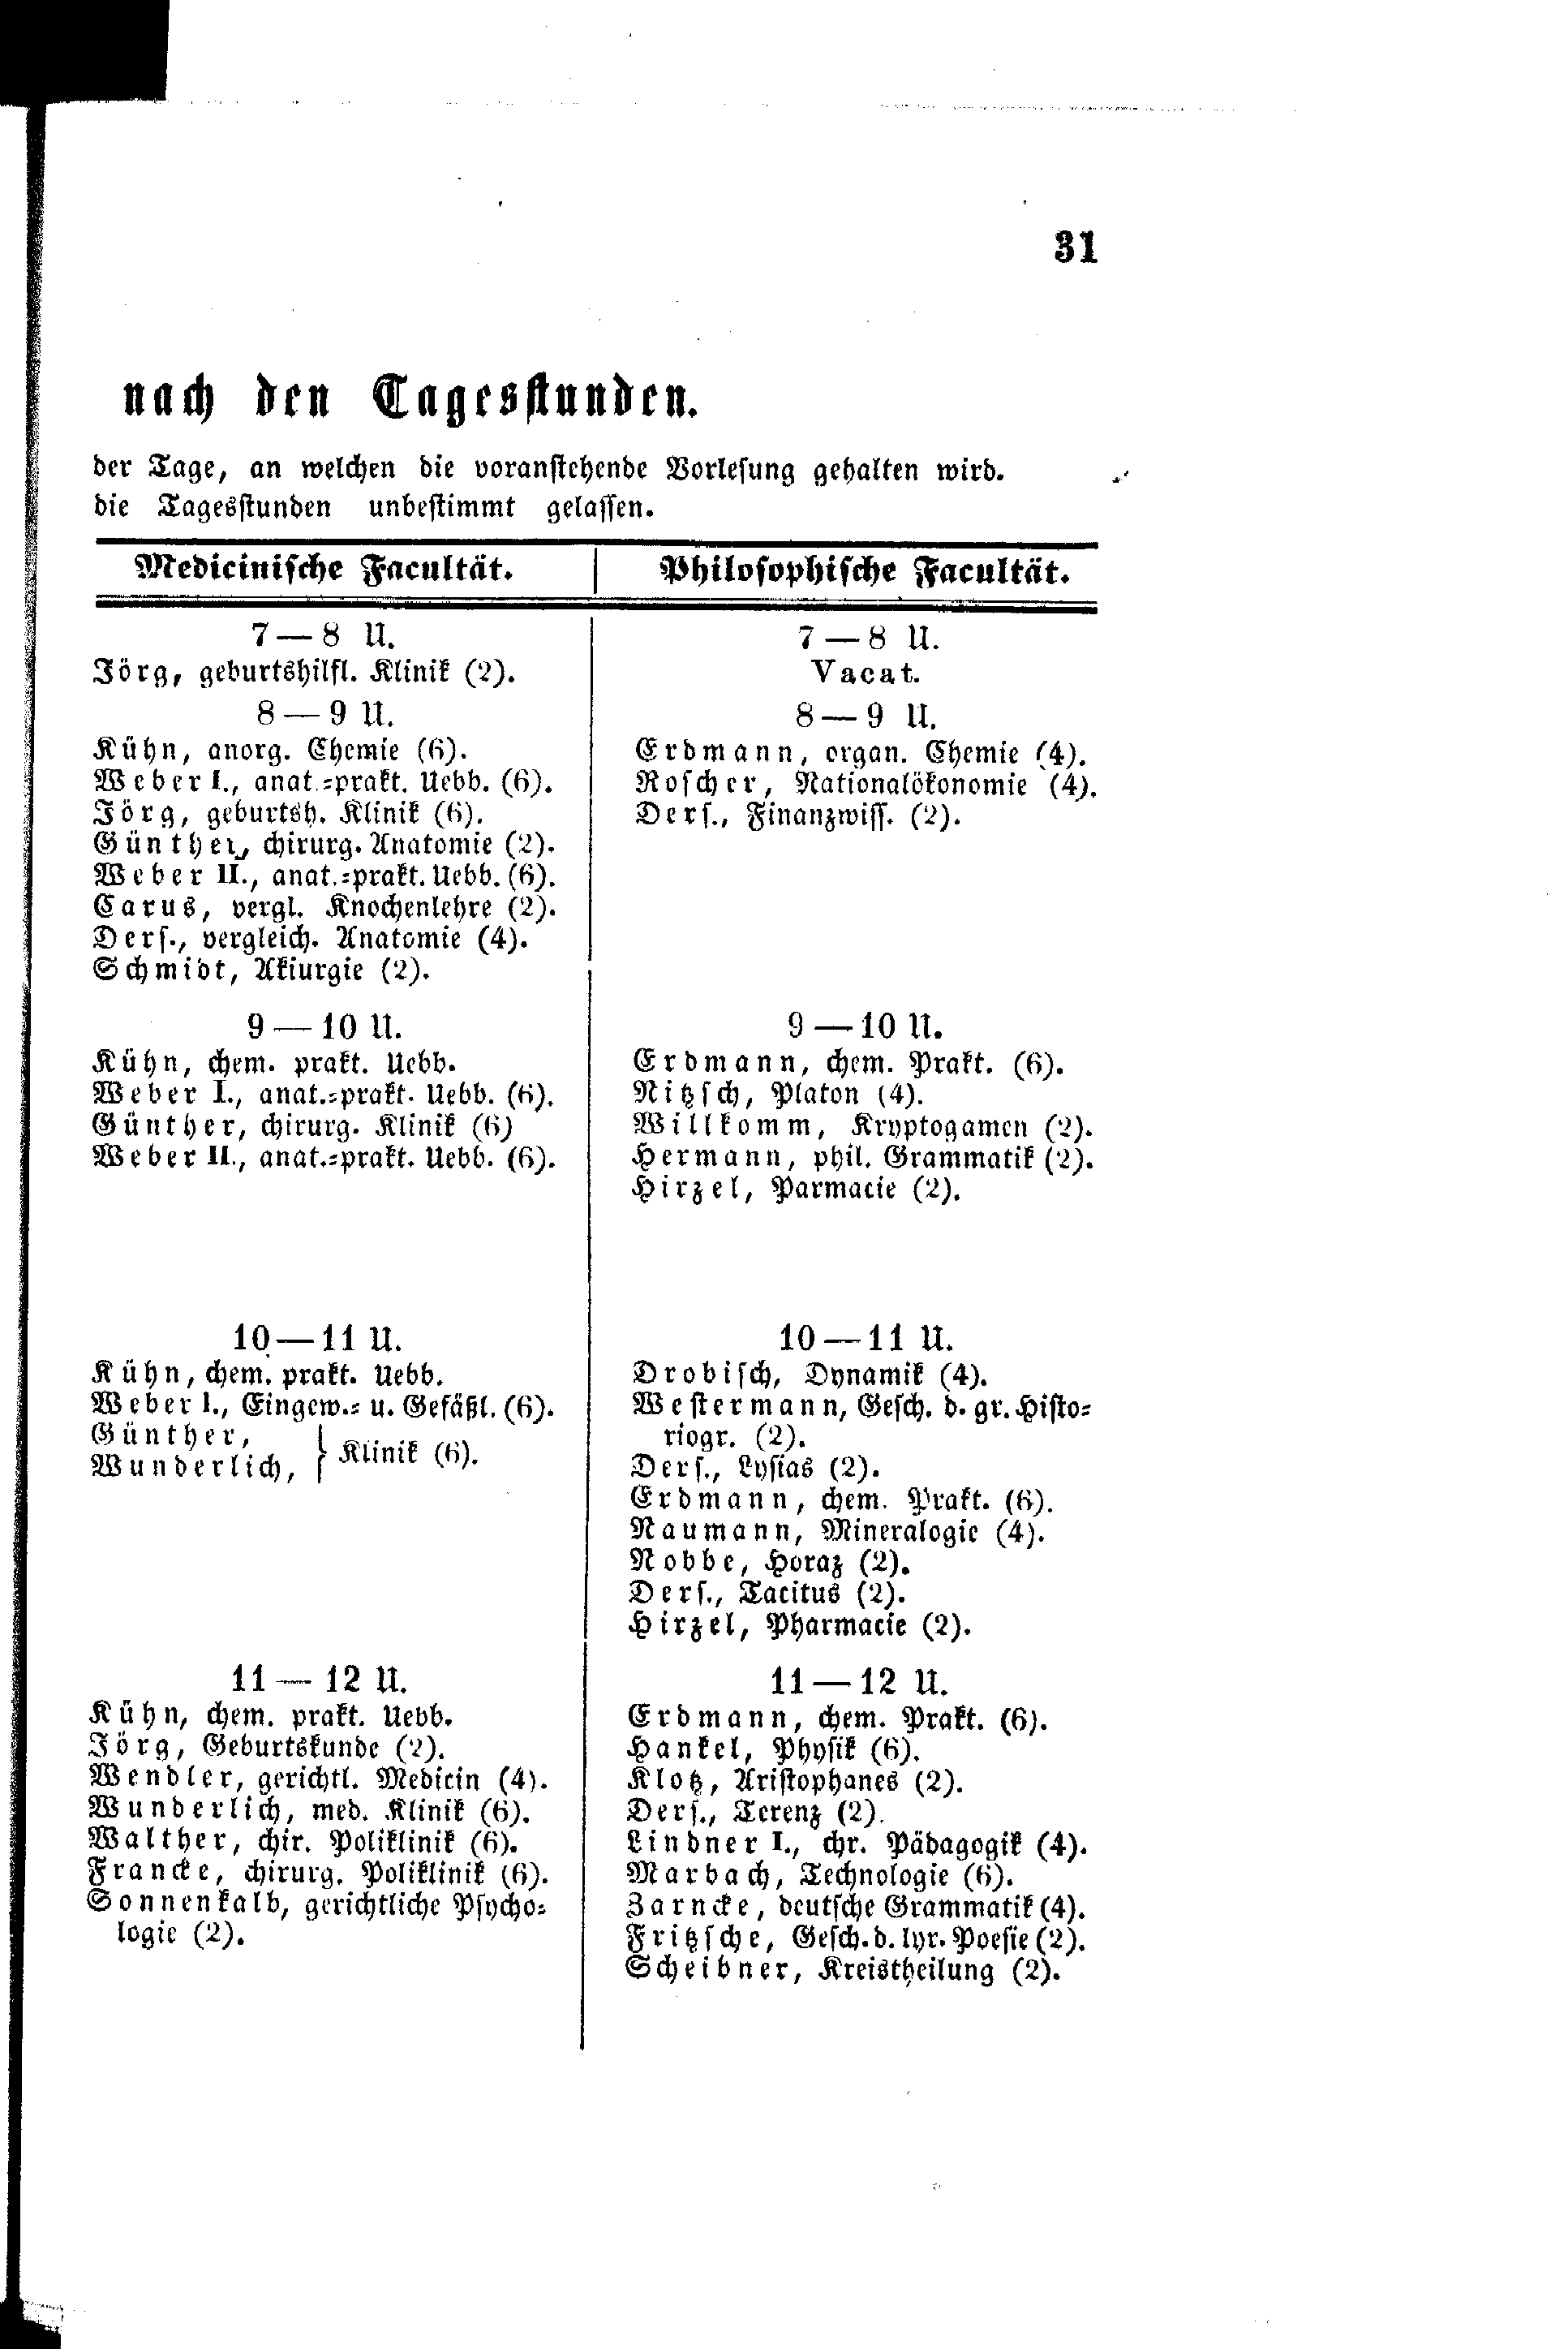 31
nach den Tagesstunden.
der Tage, an welchen die voranstehende Vorlesung gehalten wird.
die Tagesstunden unbestimmt gelassen.
Medicinische Facultät.
7—8 U.
Jörg, geburtshilfl. Klinik (2).
8—9 U.
Kühn, anorg. Chemie (6).
Weber I., anat.-prakt. Uebb. (6).
Jörg, geburtsh. Klinik (6).
Günther, chirurg. Anatomie (2).
Weber II., anat.-prakt. Uebb. (6).
Carus, vergl. Knochenlehre (2).
Ders., vergleich. Anatomie (4).
Schmidt, Akiurgie (2).
9—10 U.
Kühn, chem. prakt. Uebb.
Weber I., anat.-prakt. Uebb. (6).
Günther, chirurg. Klinik (6)
Weber II., anat.-prakt. Uebb. (6).
10—11 U.
Kühn, chem. prakt. Uebb.
Weber I., Eingew.- u. Gefäßl. (6).
Günther,
Wunderlich, } Klinik (6).
11—12 U.
Kühn, chem. prakt. Uebb.
Jörg, Geburtskunde (2).
Wendler, gerichtl. Medicin (4).
Wunderlich, med. Klinik (6).
Walther, chir. Poliklinik (6).
Francke, chirurg. Poliklinik (6).
Sonnenkalb, gerichtliche Psycho-
logie (2).
Philosophische Facultät.
7—8 U.
Vacat.
8—9 U.
Erdmann, organ. Chemie (4).
Roscher, Nationalökonomie (4).
Ders., Finanzwiss. (2).
9—10 U.
Erdmann, chem. Prakt. (6).
Nitzsch, Platon (4).
Willkomm, Kryptogamen (2).
Hermann, phil. Grammatik (2).
Hirzel, Parmacie (2).
10—11 U.
Drobisch, Dynamik (4).
Westermann, Gesch. d. gr. Histo-
riogr. (2).
Ders., Lysias (2).
Erdmann, chem. Prakt. (6).
Naumann, Mineralogie (4).
Nobbe, Horaz (2).
Ders., Tacitus (2).
Hirzel, Pharmacie (2).
11—12 U.
Erdmann, chem. Prakt. (6).
Hankel, Physik (6).
Klotz, Aristophanes (2).
Ders., Terenz (2).
Lindner I., chr. Pädagogik (4).
Marbach, Technologie (6).
Zarncke, deutsche Grammatik (4).
Fritzsche, Gesch. d. lyr. Poesie (2).
Scheibner, Kreistheilung (2).